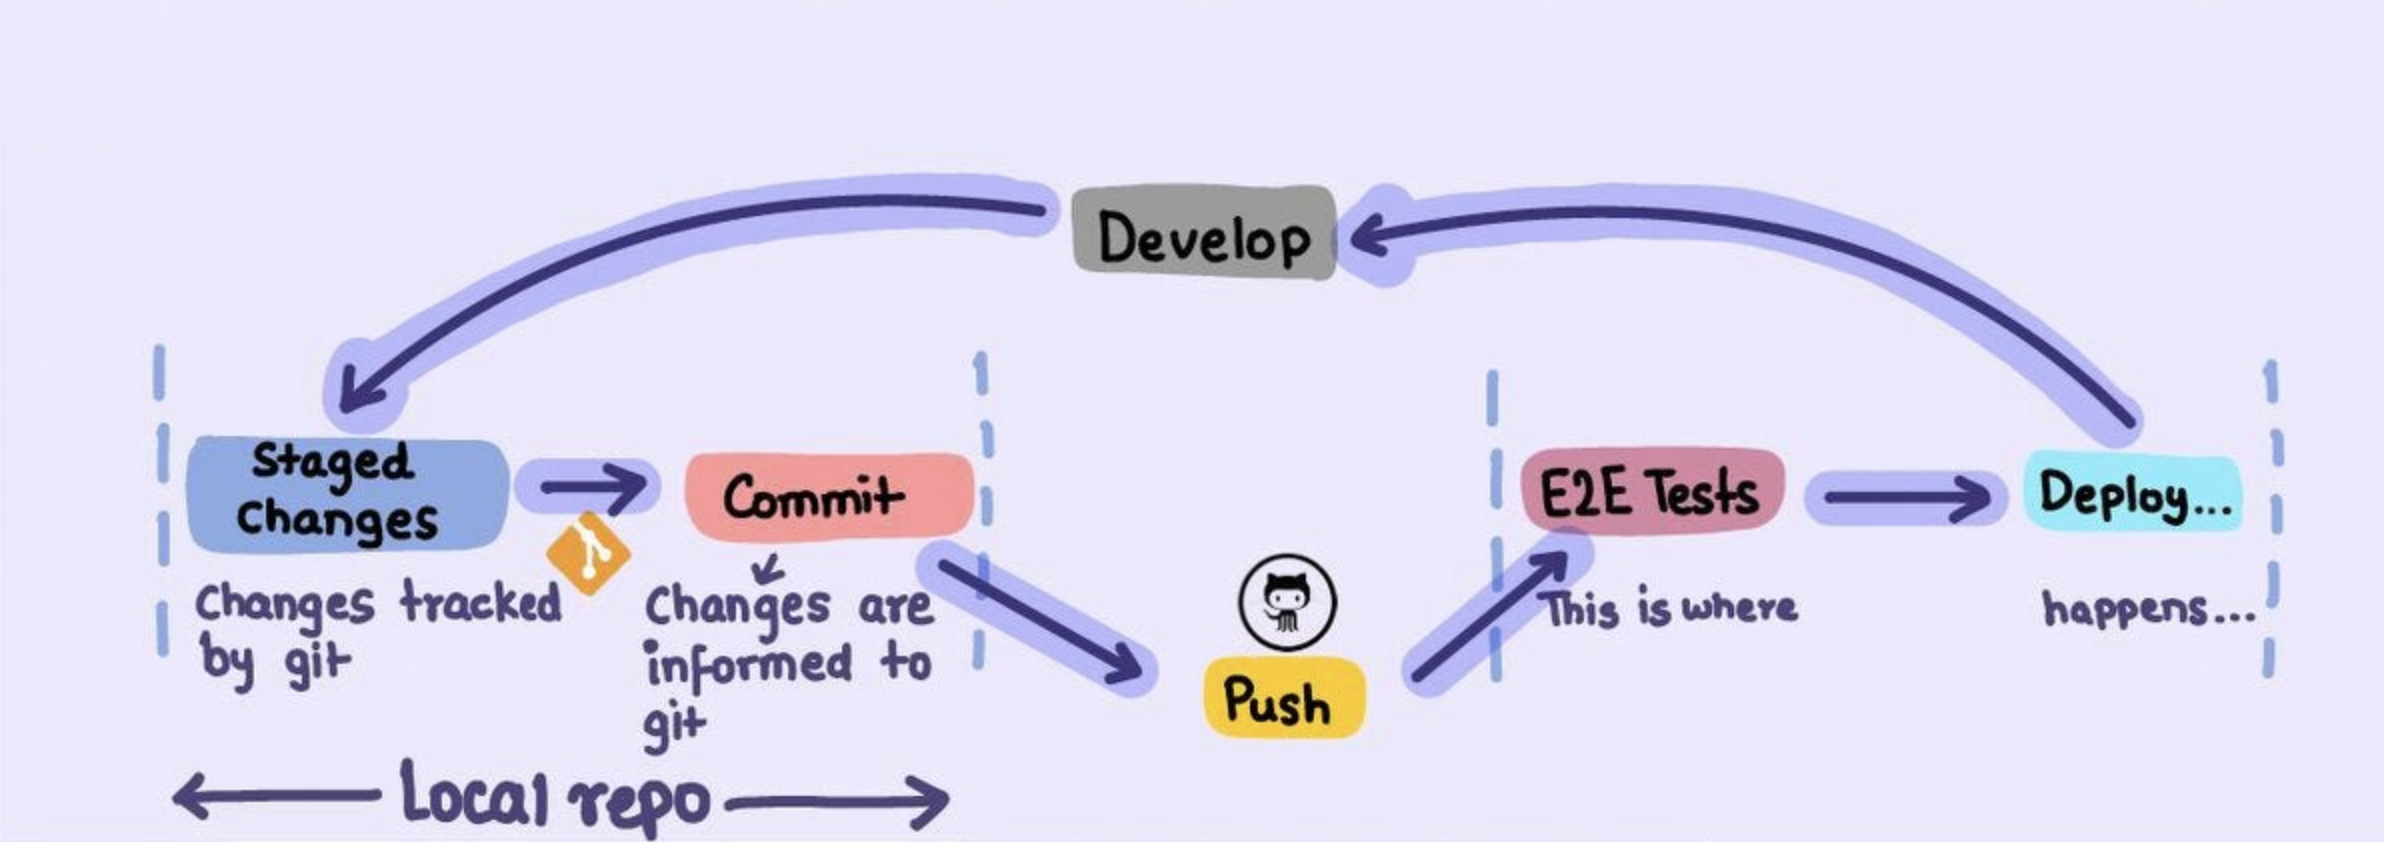 Develop
Staged
Changes
Commit
E2E Tests
Deploy...
Changes tracked
by git
Changes are
informed to
git
This is where
happens...
Push
Local repo